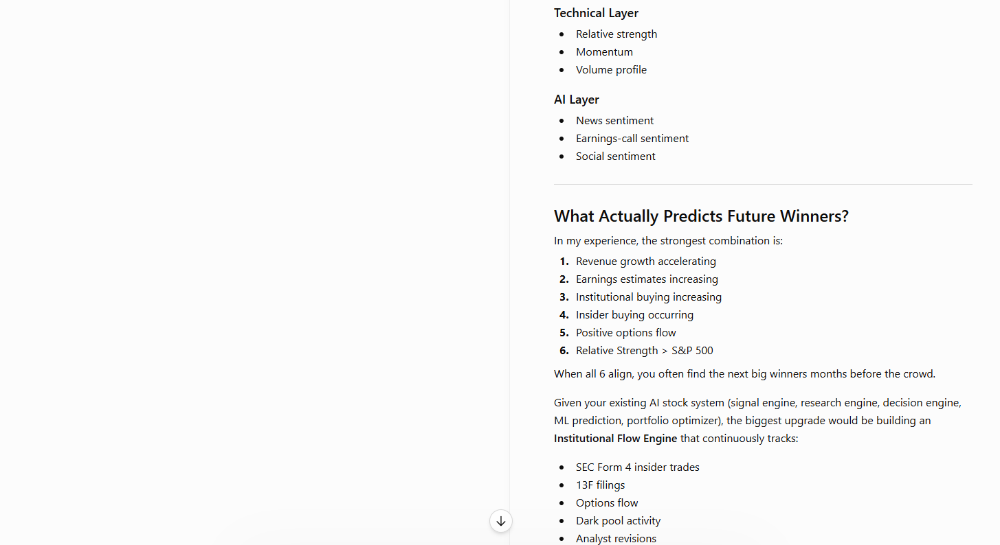 Technical Layer
Relative strength
Momentum
Volume profile
AI Layer
News sentiment
Earnings-call sentiment
Social sentiment
What Actually Predicts Future Winners?
In my experience, the strongest combination is:
1. Revenue growth accelerating
2. Earnings estimates increasing
3. Institutional buying increasing
4. Insider buying occurring
5. Positive options flow
6. Relative Strength > S&P 500
When all 6 align, you often find the next big winners months before the crowd.
Given your existing AI stock system (signal engine, research engine, decision engine,
ML prediction, portfolio optimizer), the biggest upgrade would be building an
Institutional Flow Engine that continuously tracks:
SEC Form 4 insider trades
13F filings
Options flow
Dark pool activity
Analyst revisions